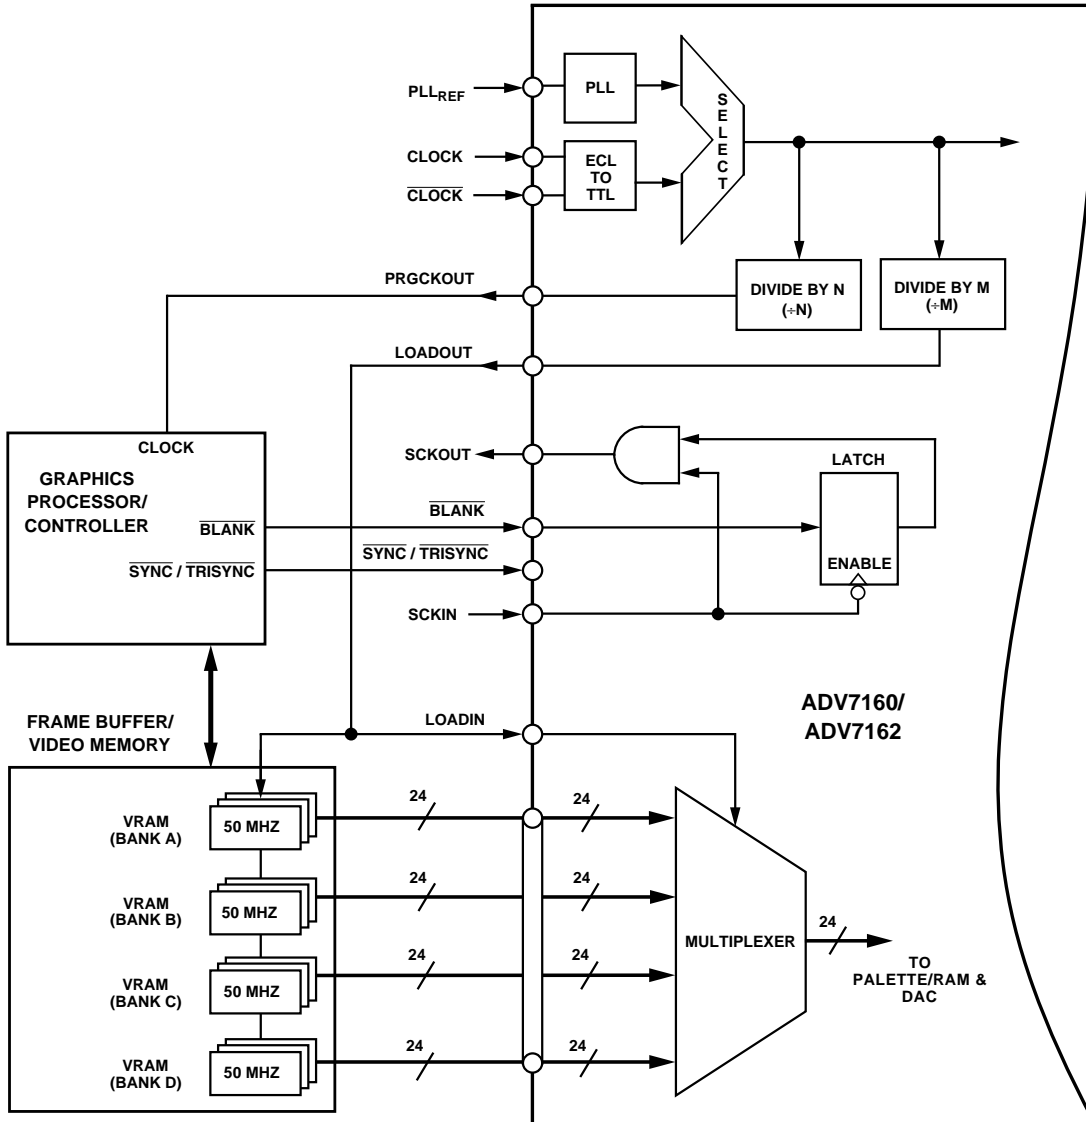 PLLREF
PLL
SELECT
CLOCK
CLOCK
ECL
TO
TTL
PRGCKOUT
DIVIDE BY N
(÷N)
DIVIDE BY M
(÷M)
LOADOUT
CLOCK
GRAPHICS
PROCESSOR/
CONTROLLER
BLANK
SYNC / TRISYNC
SCKOUT
BLANK
SYNC / TRISYNC
SCKIN
LATCH
ENABLE
ADV7160/
ADV7162
FRAME BUFFER/
VIDEO MEMORY
LOADIN
VRAM
(BANK A)
50 MHZ
24
24
VRAM
(BANK B)
50 MHZ
24
24
VRAM
(BANK C)
50 MHZ
24
24
VRAM
(BANK D)
50 MHZ
24
24
MULTIPLEXER
24
TO
PALETTE/RAM &
DAC